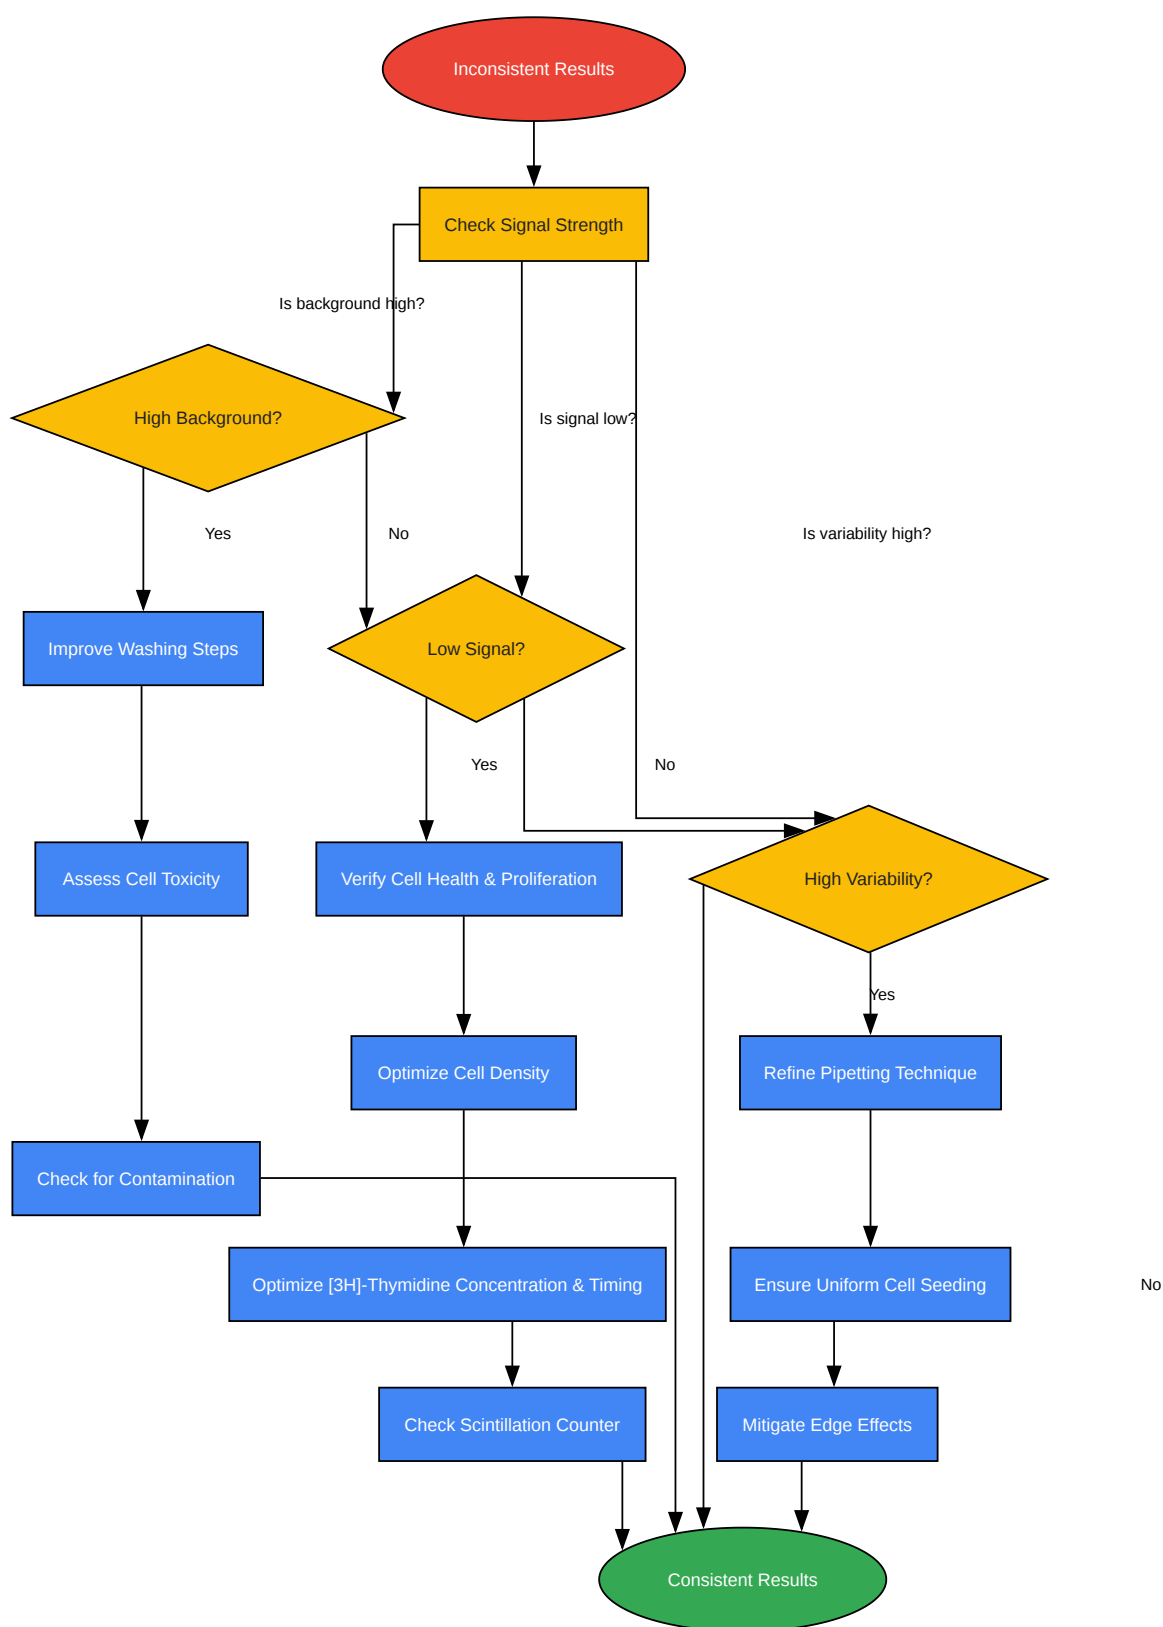 Inconsistent Results
Check Signal Strength
Is background high?
High Background?
Is signal low?
Yes
No
Is variability high?
Improve Washing Steps
Low Signal?
Yes
No
Assess Cell Toxicity
Verify Cell Health & Proliferation
High Variability?
Yes
Optimize Cell Density
Refine Pipetting Technique
Check for Contamination
Optimize [3H]-Thymidine Concentration & Timing
Ensure Uniform Cell Seeding
No
Check Scintillation Counter
Mitigate Edge Effects
Consistent Results